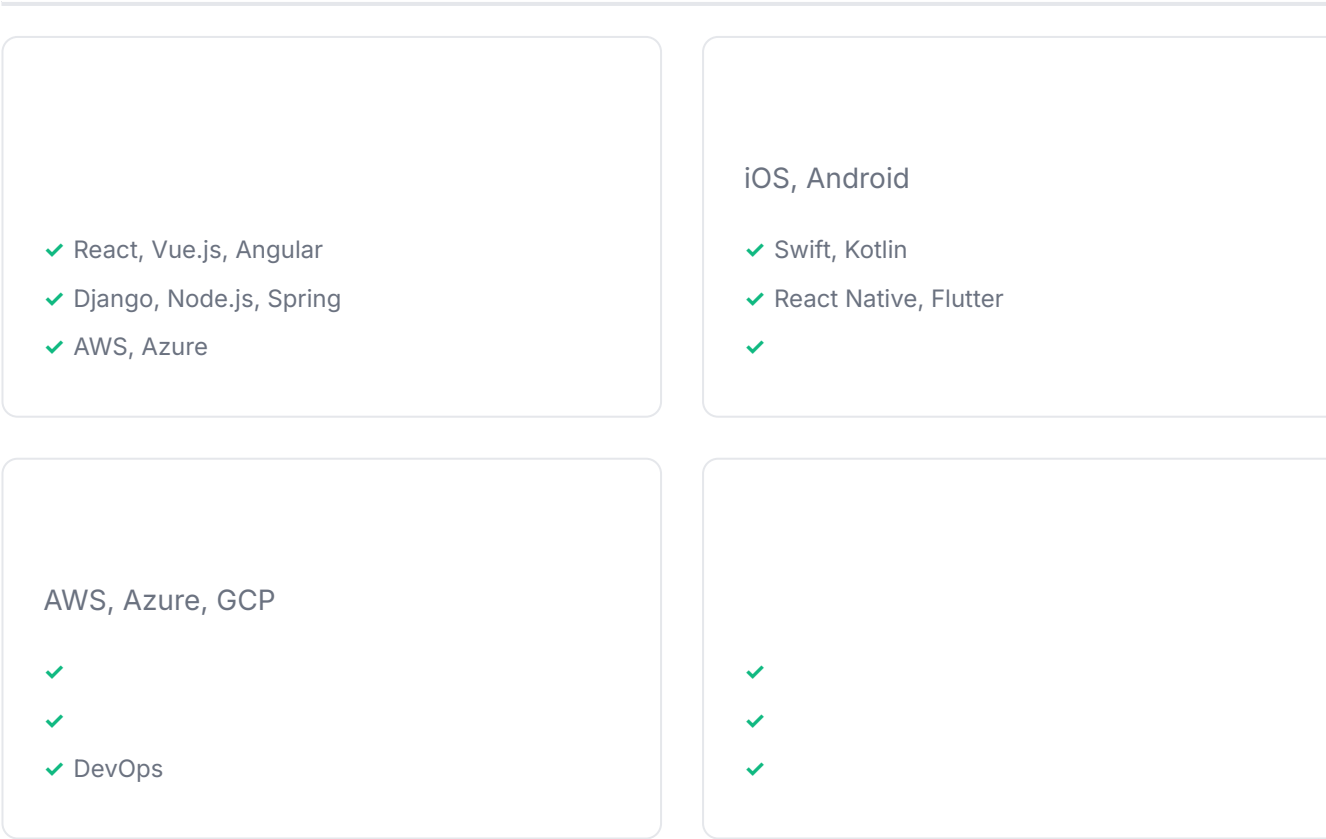 React, Vue.js, Angular
Django, Node.js, Spring
AWS, Azure
iOS, Android
Swift, Kotlin
React Native, Flutter
AWS, Azure, GCP
DevOps